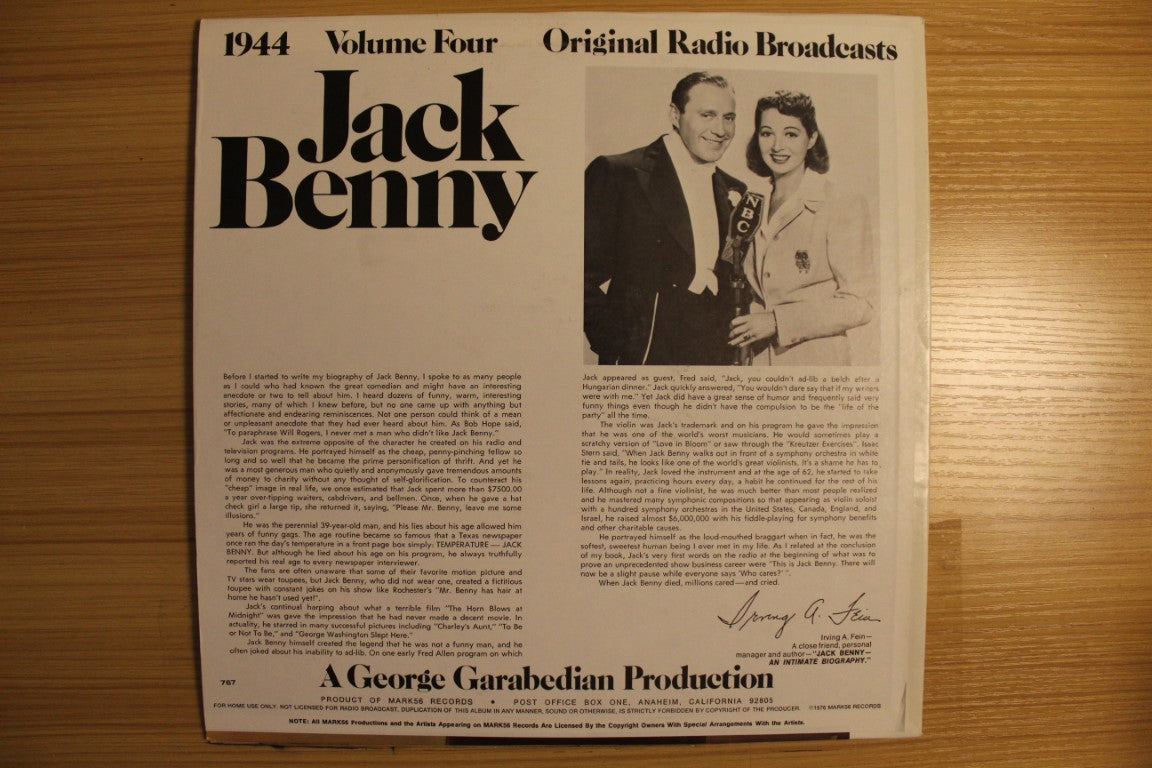 1944 Volume Four Original Radio Broadcasts
Jack
Benny
NBC
Before I started to write my biography of Jack Benny, I spoke to as many people
as I could who had known the great comedian and might have an interesting
anecdote or two to tell about him. I heard dozens of funny, warm, interesting
stories, many of which I knew before, but no one came up with anything but
affectionate and endearing reminiscences. Not one person could think of a mean
or unpleasant anecdote that they had ever heard about him. As Bob Hope said,
"To paraphrase Will Rogers, I never met a man who didn't like Jack Benny."
Jack was the extreme opposite of the character he created on his radio and
television programs. He portrayed himself as the cheap, penny-pinching fellow so
long and so well that he became the prime personification of thrift. And yet he
was a most generous man who quietly and anonymously gave tremendous amounts
of money to charity without any thought of self-glorification. To counteract his
"cheap" image in real life, we once estimated that Jack spent more than $7500.00
a year over-tipping waiters, cabdrivers, and bellmen. Once, when he gave a hat
check girl a large tip, she returned it, saying, "Please Mr. Benny, leave me some
illusions."
He was the perennial 39-year-old man, and his lies about his age allowed him
years of funny gags. The age routine became so famous that a Texas newspaper
once ran the day's temperature in a front page box simply: TEMPERATURE — JACK
BENNY. But although he lied about his age on his program, he always truthfully
reported his real age to every newspaper interviewer.
The fans are often unaware that some of their favorite motion picture and
TV stars wear toupees, but Jack Benny, who did not wear one, created a fictitious
toupee with constant jokes on his show like Rochester's "Mr. Benny has hair at
home he hasn't used yet!".
Jack's continual harping about what a terrible film "The Horn Blows at
Midnight" was gave the impression that he had never made a decent movie. In
actuality, he starred in many successful pictures including "Charley's Aunt," "To Be
or Not To Be," and "George Washington Slept Here."
Jack Benny himself created the legend that he was not a funny man, and he
often joked about his inability to ad-lib. On one early Fred Allen program on which
Jack appeared as guest, Fred said, "Jack, you couldn't ad-lib a belch after a
Hungarian dinner." Jack quickly answered, "You wouldn't dare say that if my writers
were with me." Yet Jack did have a great sense of humor and frequently said very
funny things even though he didn't have the compulsion to be the "life of the
party" all the time.
The violin was Jack's trademark and on his program he gave the impression
that he was one of the world's worst musicians. He would sometimes play a
scratchy version of "Love in Bloom" or saw through the "Kreutzer Exercises". Isaac
Stern said, "When Jack Benny walks out in front of a symphony orchestra in white
tie and tails, he looks like one of the world's great violinists. It's a shame he has to
play." In reality, Jack loved the instrument and at the age of 62, he started to take
lessons again, practicing hours every day, a habit he continued for the rest of his
life. Although not a fine violinist, he was much better than most people realized
and he mastered many symphonic compositions so that appearing as violin soloist
with a hundred symphony orchestras in the United States, Canada, England, and
Israel, he raised almost $6,000,000 with his fiddle-playing for symphony benefits
and other charitable causes.
He portrayed himself as the loud-mouthed braggart when in fact, he was the
softest, sweetest human being I ever met in my life. As I related at the conclusion
of my book, Jack's very first words on the radio at the beginning of what was to
prove an unprecedented show business career were "This is Jack Benny. There will
now be a slight pause while everyone says 'Who cares?' ".
When Jack Benny died, millions cared — and cried.
Irving A. Fein
Irving A. Fein—
A close friend, personal
manager and author—"JACK BENNY—
AN INTIMATE BIOGRAPHY."
767
A George Garabedian Production
PRODUCT OF MARK56 RECORDS • POST OFFICE BOX ONE, ANAHEIM, CALIFORNIA 92805
FOR HOME USE ONLY. NOT LICENSED FOR RADIO BROADCAST. DUPLICATION OF THIS ALBUM IN ANY MANNER, SOUND OR OTHERWISE, IS STRICTLY FORBIDDEN BY COPYRIGHT OF THE PRODUCER. ©1976 MARK56 RECORDS
NOTE: All MARK56 Productions and the Artists Appearing on MARK56 Records Are Licensed By the Copyright Owners With Special Arrangements With the Artists.